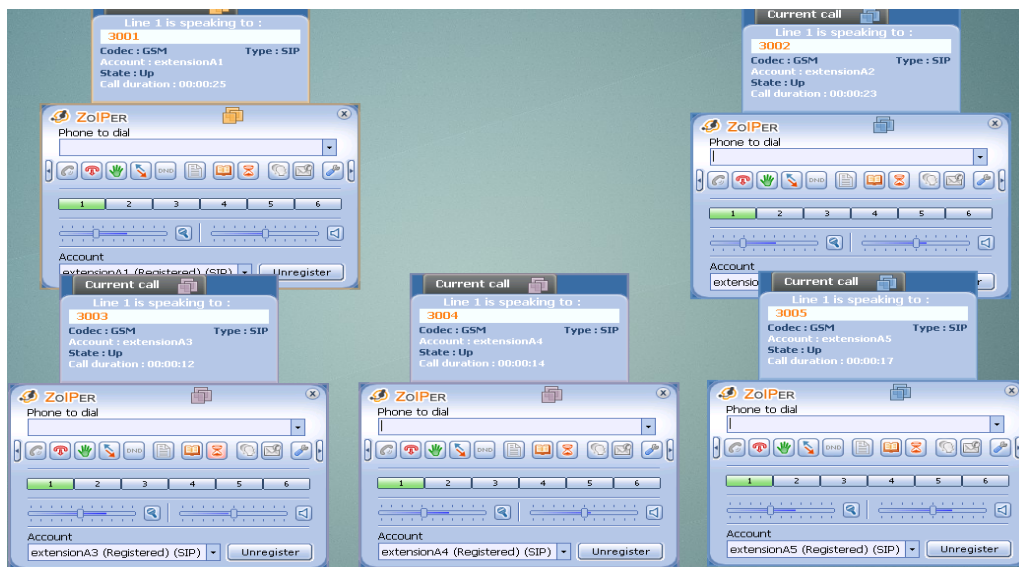 Line 1 is speaking to :
3001
Codec : GSM Type : SIP
Account : extensionA1
State : Up
Call duration : 00:00:25
ZoIPER
Phone to dial
DND
1 2 3 4 5 6
Account
extensionA1 (Registered) (SIP) Unregister
Current call
Line 1 is speaking to :
3002
Codec : GSM Type : SIP
Account : extensionA2
State : Up
Call duration : 00:00:23
ZoIPER
Phone to dial
DND
1 2 3 4 5 6
Account
Current call
Line 1 is speaking to :
3003
Codec : GSM Type : SIP
Account : extensionA3
State : Up
Call duration : 00:00:12
ZoIPER
Phone to dial
DND
1 2 3 4 5 6
Account
extensionA3 (Registered) (SIP) Unregister
Current call
Line 1 is speaking to :
3004
Codec : GSM Type : SIP
Account : extensionA4
State : Up
Call duration : 00:00:14
ZoIPER
Phone to dial
DND
1 2 3 4 5 6
Account
extensionA4 (Registered) (SIP) Unregister
Current call
Line 1 is speaking to :
3005
Codec : GSM Type : SIP
Account : extensionA5
State : Up
Call duration : 00:00:17
ZoIPER
Phone to dial
DND
1 2 3 4 5 6
Account
extensionA5 (Registered) (SIP) Unregister